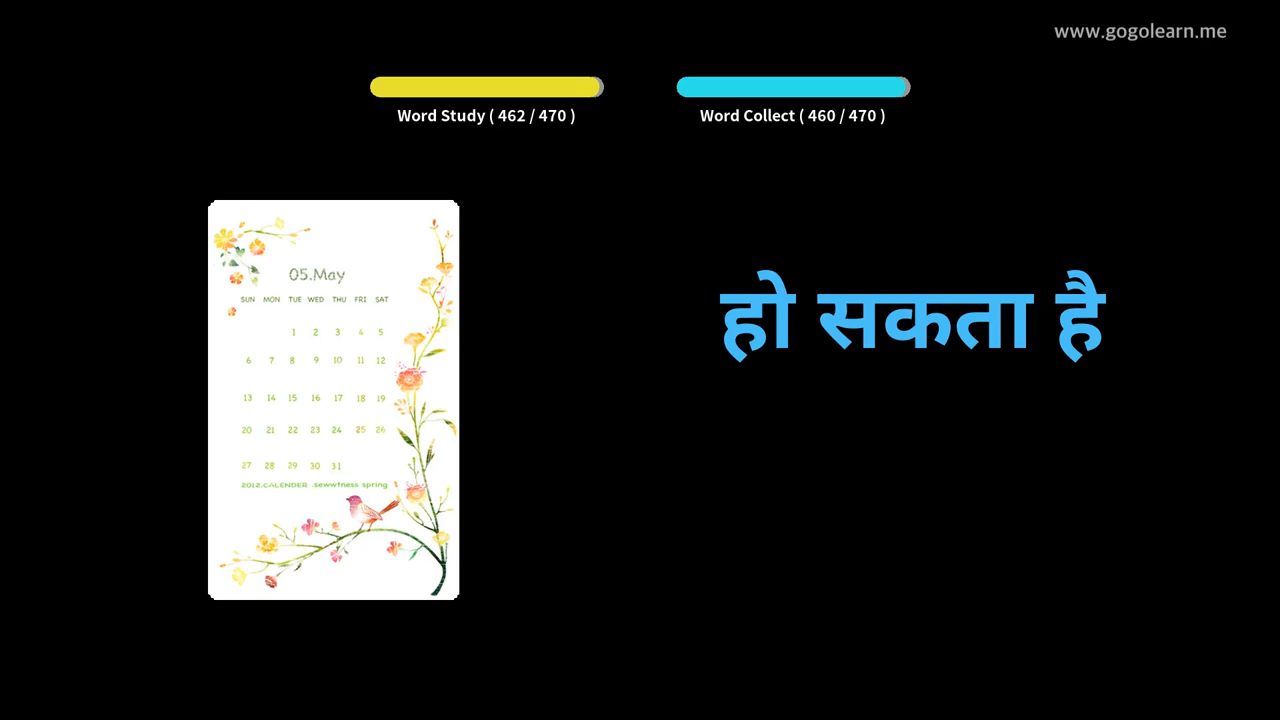 www.gogolearn.me
Word Study ( 462 / 470 )
Word Collect ( 460 / 470 )
05.May
SUN MON TUE WED THU FRI SAT
1 2 3 4 5
6 7 8 9 10 11 12
13 14 15 16 17 18 19
20 21 22 23 24 25 26
27 28 29 30 31
2012.CALENDER .sewwtness spring
हो सकता है